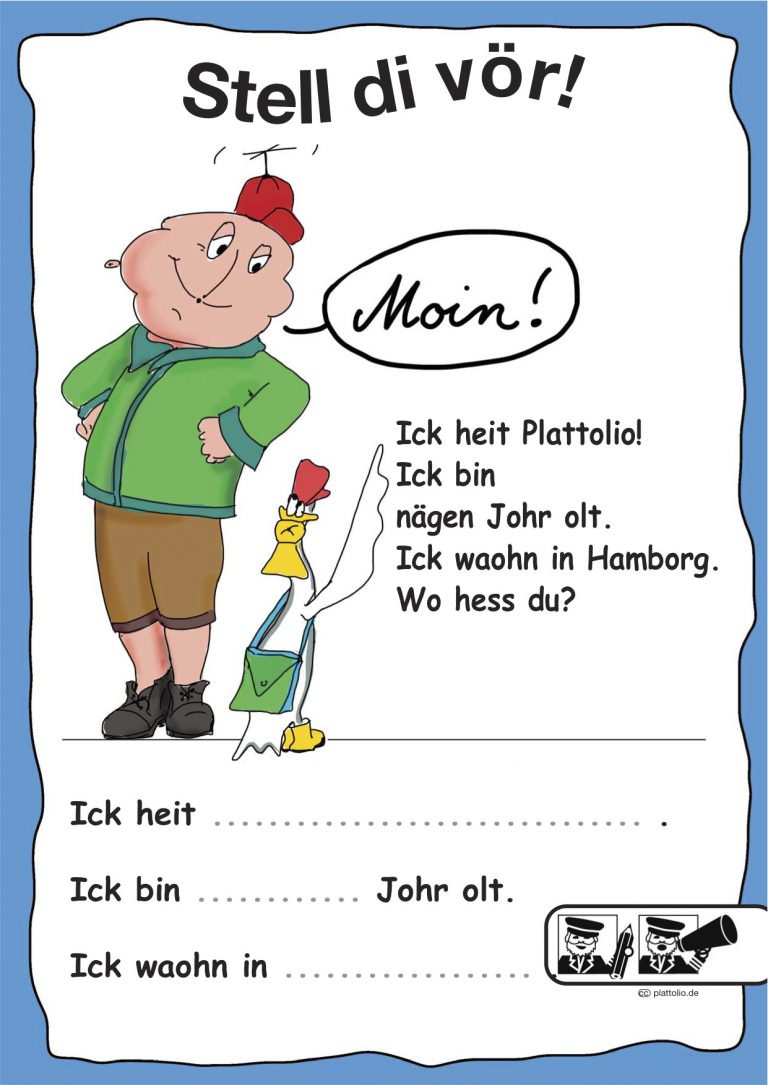 Stell di vör!
Moin!
Ick heit Plattolio!
Ick bin
nägen Johr olt.
Ick waohn in Hamborg.
Wo hess du?
Ick heit ............................... .
Ick bin ............ Johr olt.
Ick waohn in .................. .
cc plattolio.de